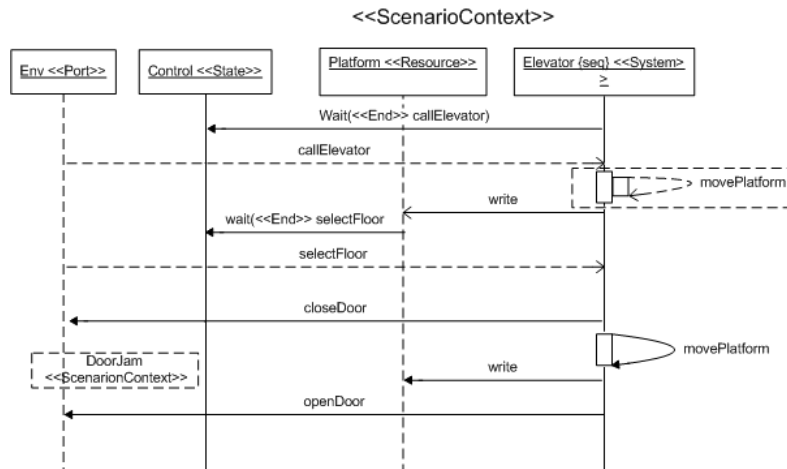 <<ScenarioContext>>
Env <<Port>>
Control <<State>>
Platform <<Resource>>
Elevator {seq} <<System>
>
Wait(<<End>> callElevator)
callElevator
movePlatform
write
wait(<<End>> selectFloor
selectFloor
closeDoor
movePlatform
DoorJam
<<ScenarionContext>>
write
openDoor